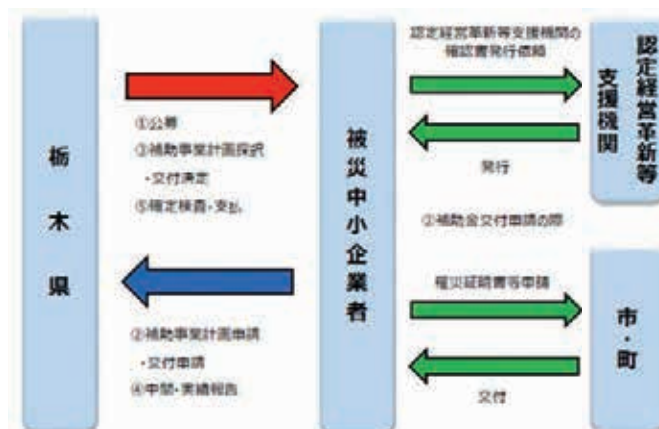 栃木県
①公募
③補助事業計画採択
・交付決定
⑤確定検査・支払
②補助事業計画申請
・交付申請
④中間・実績報告
被災中小企業者
認定経営革新等支援機関の
確認書発行依頼
発行
②補助金交付申請の際
罹災証明書等申請
交付
認定経営革新等
支援機関
市・町